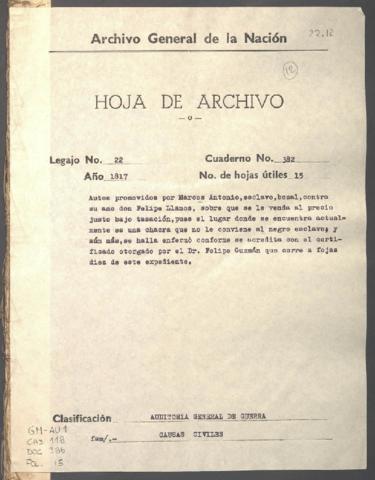 Archivo General de la Nación
22,12
(12)
HOJA DE ARCHIVO
—o—
Legajo No. 22 Cuaderno No. 382
Año 1817 No. de hojas útiles 15
Autos promovidos por Marcos Antonio, esclavo, bozal, contra
su amo don Felipe Llanos, sobre que se le venda al precio
justo bajo tasación, pues el lugar donde se encuentra actual-
mente es una chacra que no le conviene al negro esclavo; y
aún más, se halla enfermo conforme se acredita con el certi-
ficado otorgado por el Dr. Felipe Guzmán que corre a fojas
diez de este expediente.
Clasificación AUDITORIA GENERAL DE GUERRA
fsm/.- CAUSAS CIVILES
GM-AU1
CAJ 118
DOC 386
FOL. 15